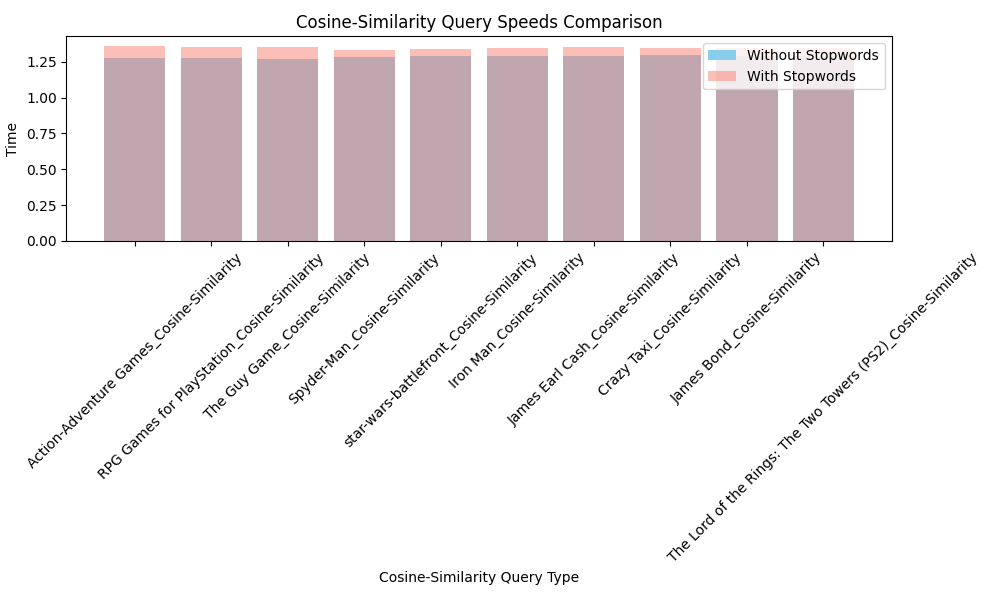 Cosine-Similarity Query Speeds Comparison
Without Stopwords
With Stopwords
Time
1.25
1.00
0.75
0.50
0.25
0.00
Action-Adventure Games_Cosine-Similarity
RPG Games for PlayStation_Cosine-Similarity
The Guy Game_Cosine-Similarity
Spyder-Man_Cosine-Similarity
star-wars-battlefront_Cosine-Similarity
Iron Man_Cosine-Similarity
James Earl Cash_Cosine-Similarity
Crazy Taxi_Cosine-Similarity
James Bond_Cosine-Similarity
The Lord of the Rings: The Two Towers (PS2)_Cosine-Similarity
Cosine-Similarity Query Type